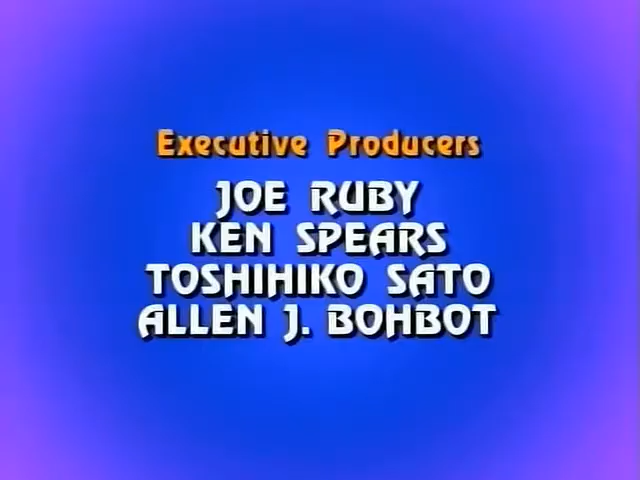 Executive Producers
JOE RUBY
KEN SPEARS
TOSHIHIKO SATO
ALLEN J. BOHBOT